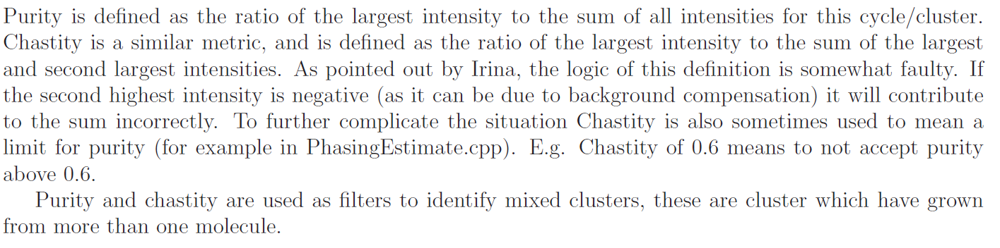 Purity is defined as the ratio of the largest intensity to the sum of all intensities for this cycle/cluster.
Chastity is a similar metric, and is defined as the ratio of the largest intensity to the sum of the largest
and second largest intensities. As pointed out by Irina, the logic of this definition is somewhat faulty. If
the second highest intensity is negative (as it can be due to background compensation) it will contribute
to the sum incorrectly. To further complicate the situation Chastity is also sometimes used to mean a
limit for purity (for example in PhasingEstimate.cpp). E.g. Chastity of 0.6 means to not accept purity
above 0.6.
Purity and chastity are used as filters to identify mixed clusters, these are cluster which have grown
from more than one molecule.